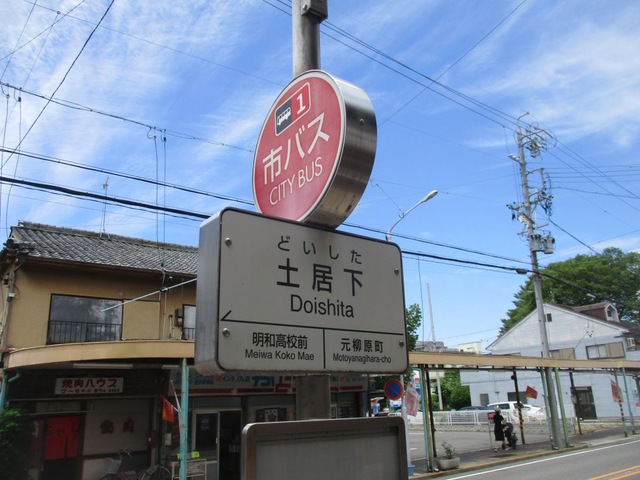 1
市バス
CITY BUS
どいした
土居下
Doishita
明和高校前
Meiwa Koko Mae
元柳原町
Motoyanagihara-cho
焼肉ハウス